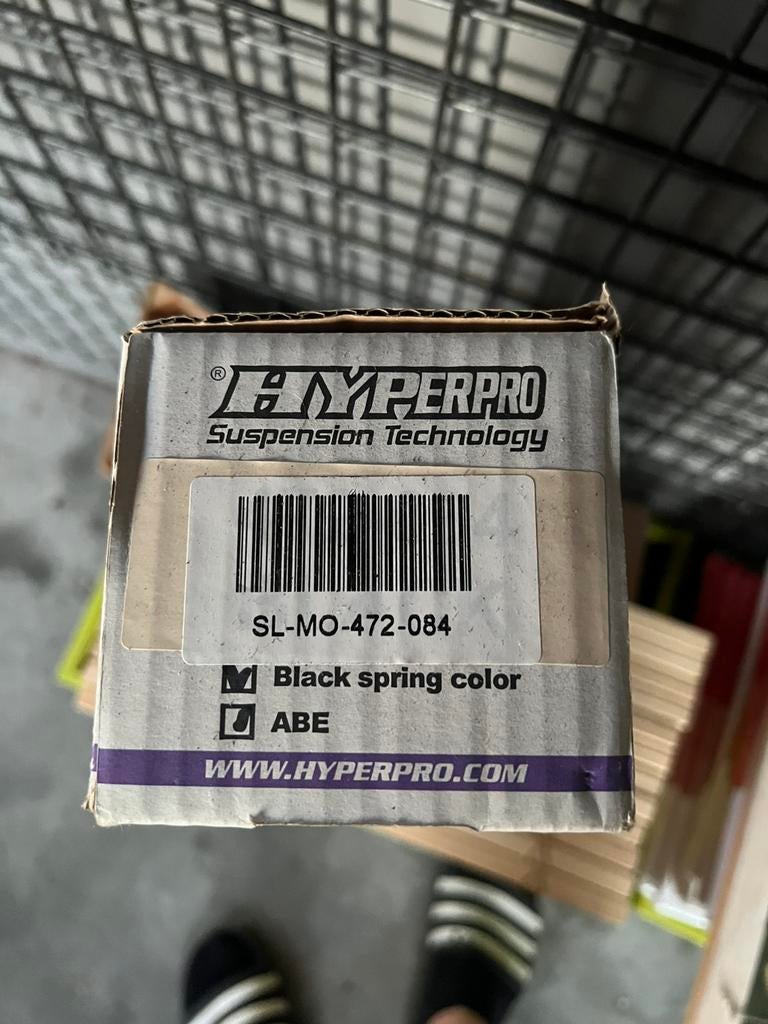 ® HYPERPRO
Suspension Technology
SL-MO-472-084
Black spring color
ABE
WWW.HYPERPRO.COM